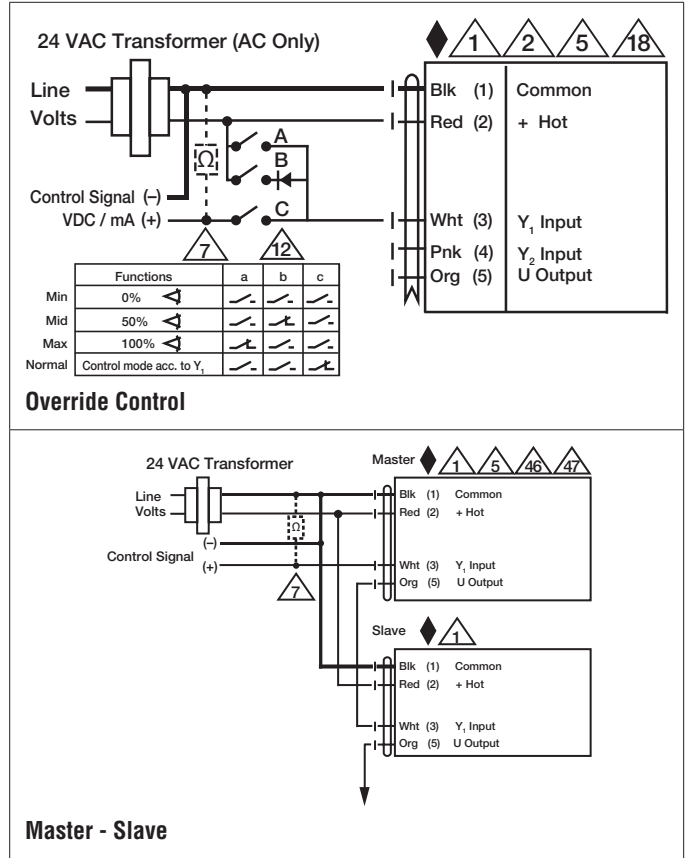 24 VAC Transformer (AC Only)
1 2 5 18
Line
Volts
Blk (1) Common
Red (2) + Hot
A
Ω
B
Control Signal (–)
VDC / mA (+)
C
Wht (3) Y₁ Input
Pnk (4) Y₂ Input
Org (5) U Output
7
12
Functions a b c
Min 0%
Mid 50%
Max 100%
Normal Control mode acc. to Y₁
Override Control
24 VAC Transformer
Master 1 5 46 47
Line
Volts
Blk (1) Common
Red (2) + Hot
Ω
Control Signal
(–)
(+)
Wht (3) Y₁ Input
Org (5) U Output
7
Slave 1
Blk (1) Common
Red (2) + Hot
Wht (3) Y₁ Input
Org (5) U Output
Master - Slave